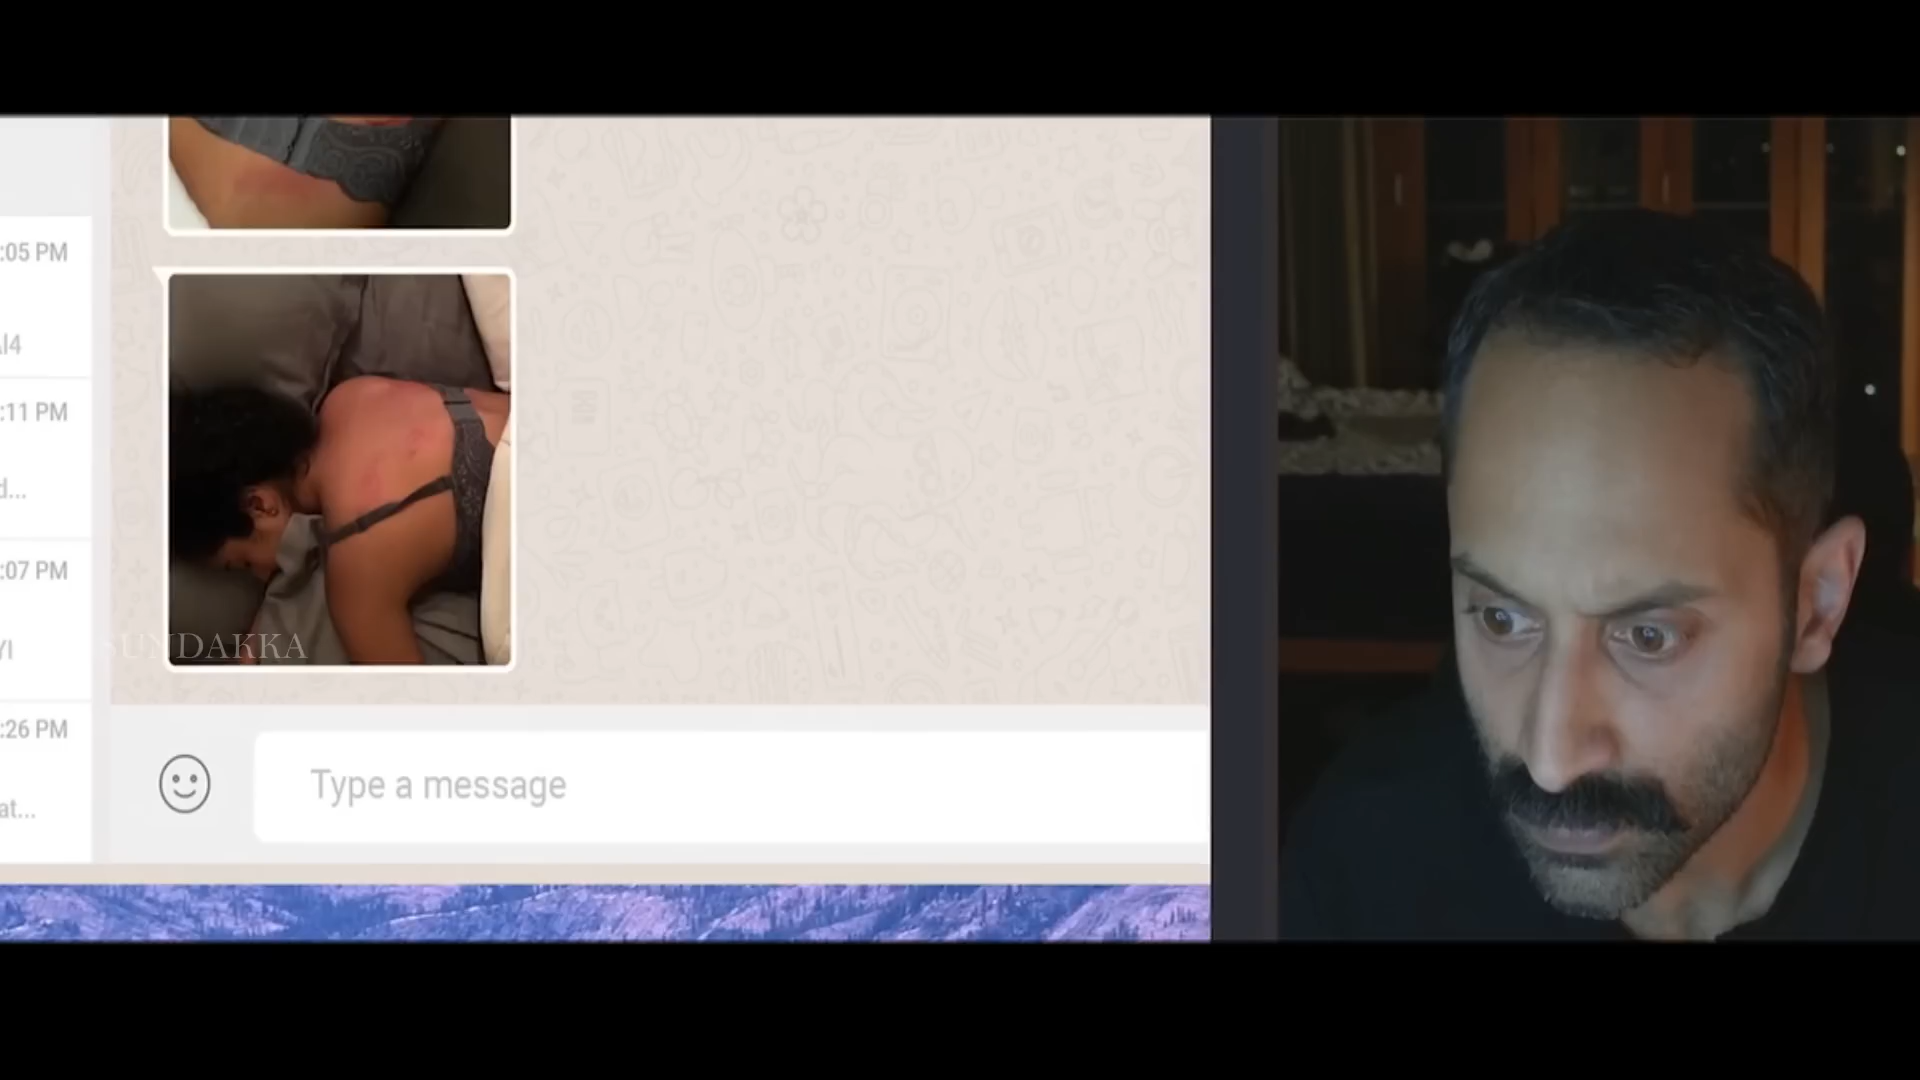 :05 PM
:11 PM
d...
:07 PM
:26 PM
at...
SUNDAKKA
Type a message